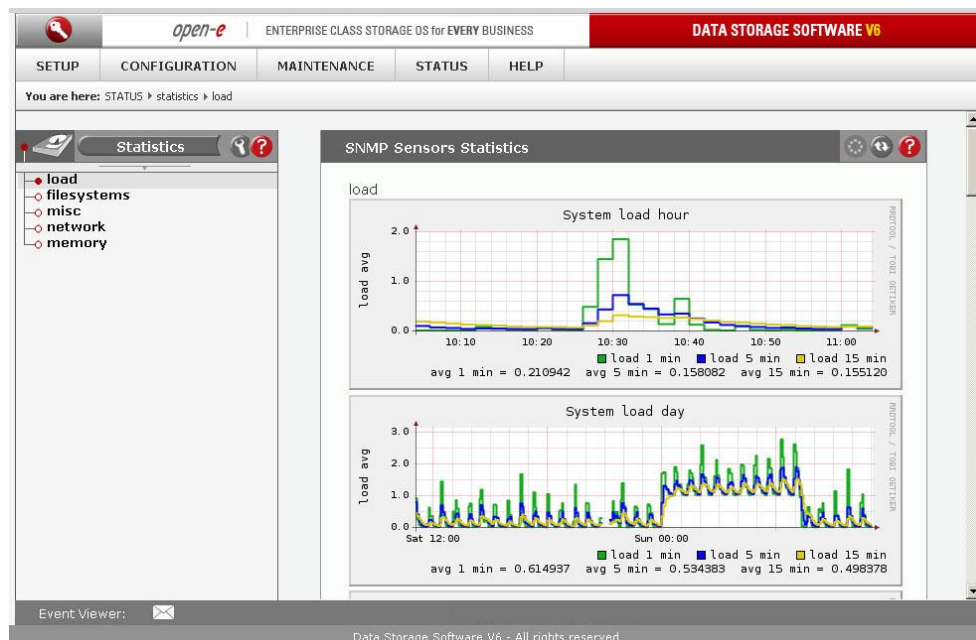 open-e
ENTERPRISE CLASS STORAGE OS for EVERY BUSINESS
DATA STORAGE SOFTWARE V6
SETUP CONFIGURATION MAINTENANCE STATUS HELP
You are here: STATUS statistics load
Statistics
load
filesystems
misc
network
memory
SNMP Sensors Statistics
load
System load hour
load avg
2.0
1.0
0.0
10:10 10:20 10:30 10:40 10:50 11:00
load 1 min load 5 min load 15 min
avg 1 min = 0.210942 avg 5 min = 0.158082 avg 15 min = 0.155120
RRDTOOL / TOBI OETIKER
System load day
load avg
3.0
2.0
1.0
0.0
Sat 12:00 Sun 00:00
load 1 min load 5 min load 15 min
avg 1 min = 0.614937 avg 5 min = 0.534383 avg 15 min = 0.498378
RRDTOOL / TOBI OETIKER
Event Viewer:
Data Storage Software V6 - All rights reserved